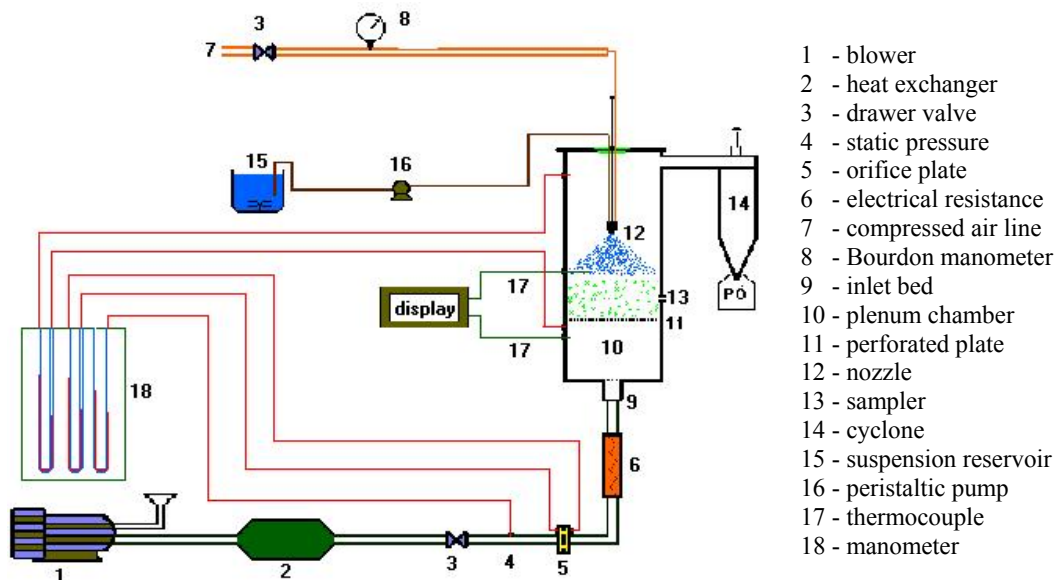 3
8
7
15
16
12
14
17
display
13
PÓ
11
17
10
18
9
6
1
2
3
4
5
1 - blower
2 - heat exchanger
3 - drawer valve
4 - static pressure
5 - orifice plate
6 - electrical resistance
7 - compressed air line
8 - Bourdon manometer
9 - inlet bed
10 - plenum chamber
11 - perforated plate
12 - nozzle
13 - sampler
14 - cyclone
15 - suspension reservoir
16 - peristaltic pump
17 - thermocouple
18 - manometer